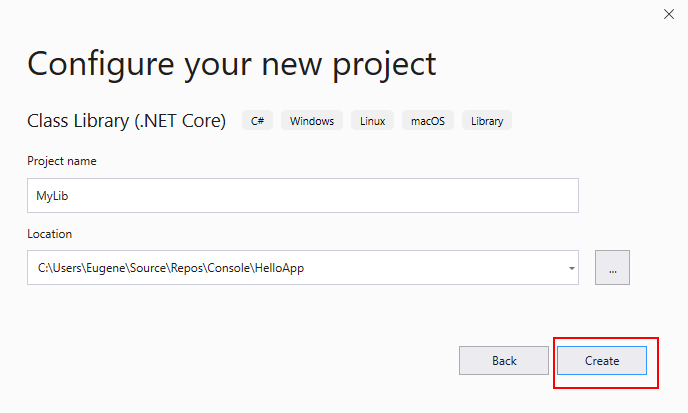 Configure your new project
Class Library (.NET Core) C# Windows Linux macOS Library
Project name
MyLib
Location
C:\Users\Eugene\Source\Repos\Console\HelloApp ...
Back Create